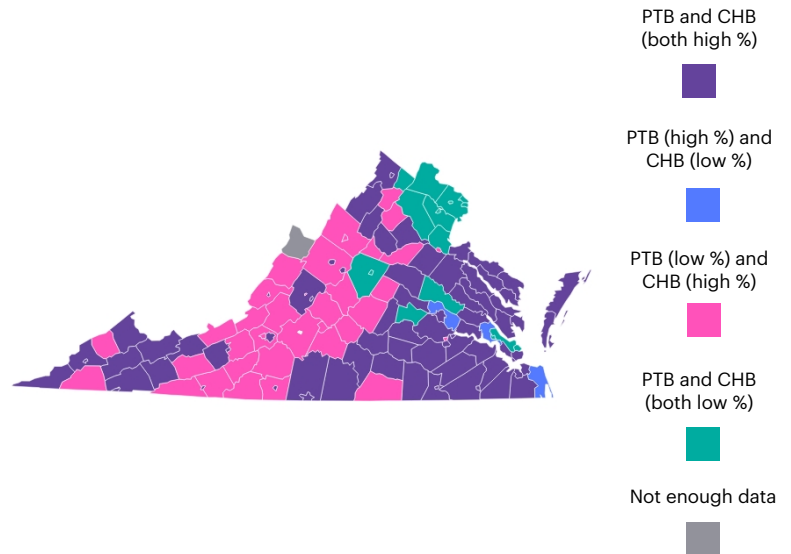 PTB and CHB
(both high %)
PTB (high %) and
CHB (low %)
PTB (low %) and
CHB (high %)
PTB and CHB
(both low %)
Not enough data